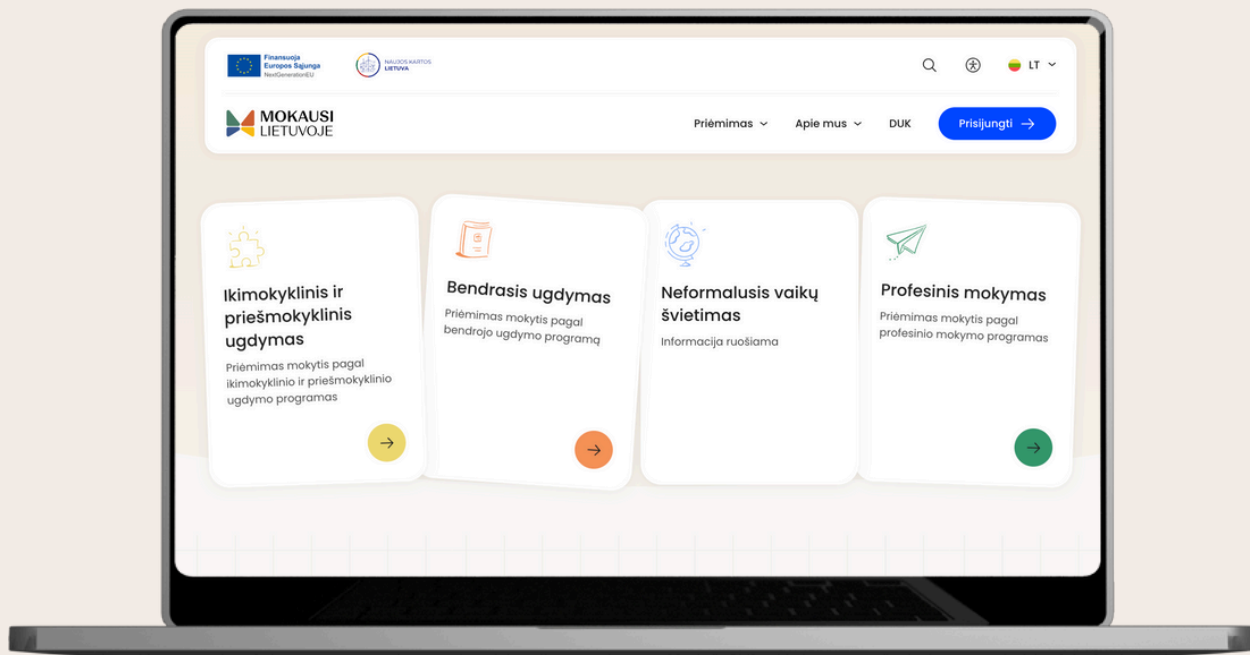 Finansuoja
Europos Sąjunga
NextGenerationEU
NAUJOS KARTOS
LIETUVA
LT
MOKAUSI
LIETUVOJE
Priėmimas
Apie mus
DUK
Prisijungti
Ikimokyklinis ir
priešmokyklinis
ugdymas
Priėmimas mokytis pagal
ikimokyklinio ir priešmokyklinio
ugdymo programas
Bendrasis ugdymas
Priėmimas mokytis pagal
bendrojo ugdymo programą
Neformalusis vaikų
švietimas
Informacija ruošiama
Profesinis mokymas
Priėmimas mokytis pagal
profesinio mokymo programas